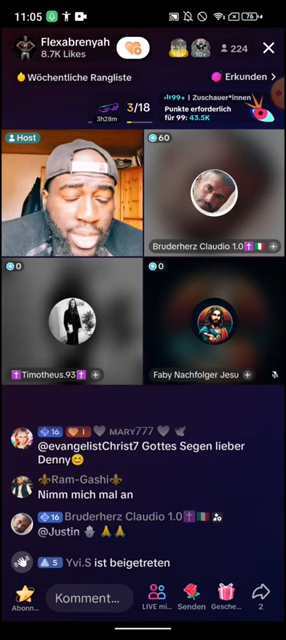 11:05
76
Flexabrenyah
8.7K Likes
224
Wöchentliche Rangliste
Erkunden >
3h28m
3/18
99+ | Zuschauer*innen
Punkte erforderlich
für 99: 43.5K
Host
60
Bruderherz Claudio 1.0✝️🇮🇹 +
0
✝️Timotheus.93✝️ +
0
Faby Nachfolger Jesu +
16 i 🤍 ᴍᴀʀʏ777 🤍 🕊
@evangelistChrist7 Gottes Segen lieber
Denny😊
⚜️Ram-Gashi⚜️
Nimm mich mal an
16 Bruderherz Claudio 1.0✝️🇮🇹
@Justin 🙏🙏
5 Yvi.S ist beigetreten
Abonn...
Komment...
LIVE mi...
Senden
Gesche...
2